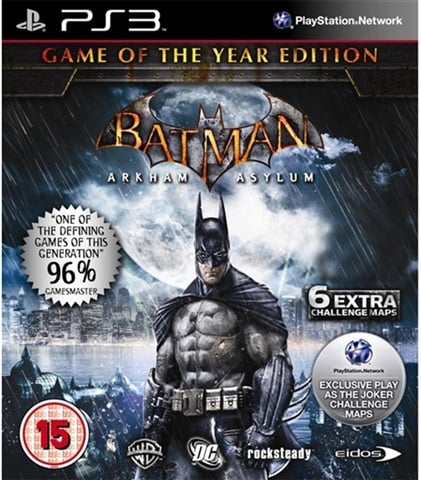 PS3
PlayStation®Network
GAME OF THE YEAR EDITION
BATMAN
ARKHAM ASYLUM
"ONE OF
THE DEFINING
GAMES OF THIS
GENERATION"
96%
GAMESMASTER
6 EXTRA
CHALLENGE MAPS
PlayStation®Network
EXCLUSIVE PLAY
AS THE JOKER
CHALLENGE
MAPS
15
WB
DC
rocksteady
eidos